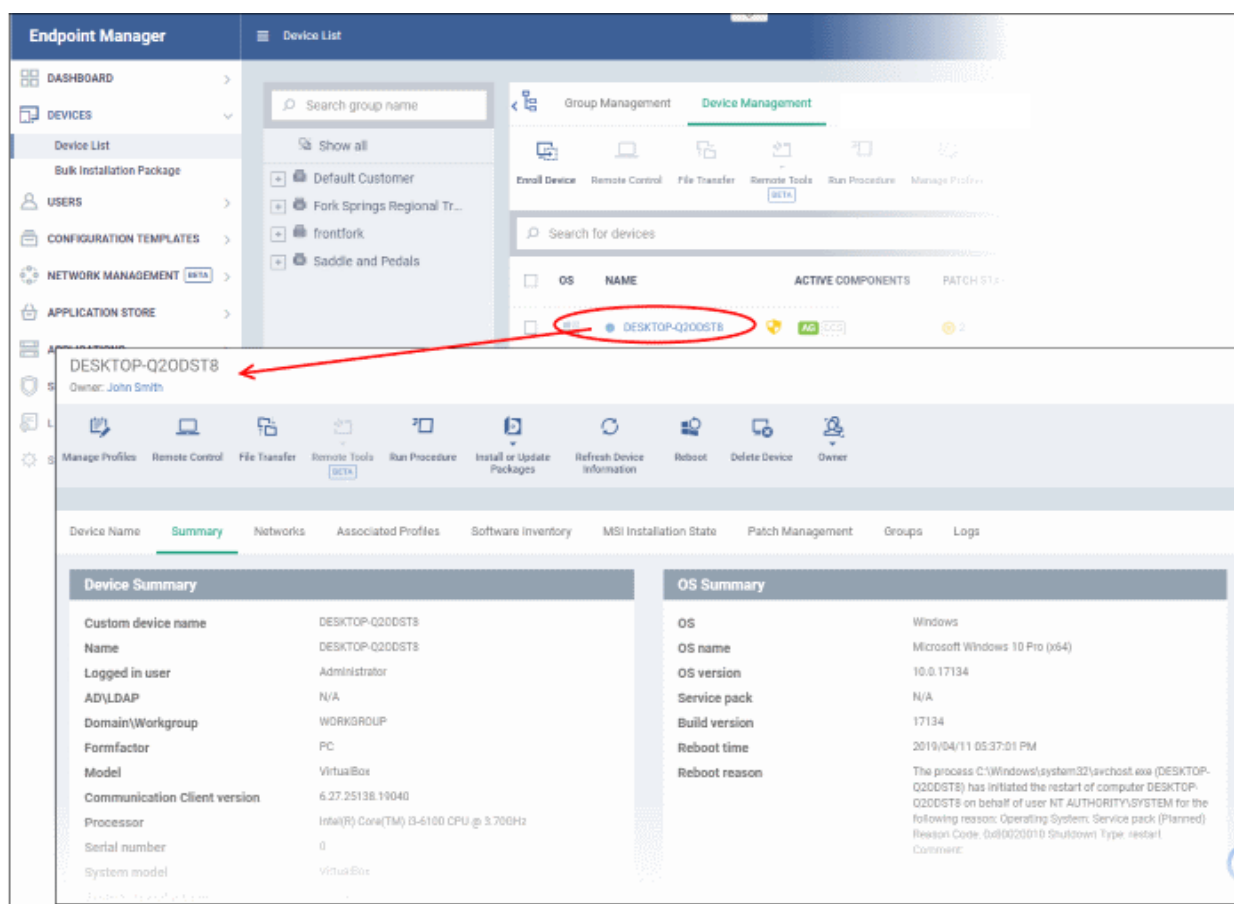 Endpoint Manager
Device List
DASHBOARD
DEVICES
Device List
Bulk Installation Package
USERS
CONFIGURATION TEMPLATES
NETWORK MANAGEMENT BETA
APPLICATION STORE
Search group name
Show all
Default Customer
Fork Springs Regional Tr...
frontfork
Saddle and Pedals
Group Management
Device Management
Enroll Device
Remote Control
File Transfer
Remote Tools
BETA
Run Procedure
Manage Profiles
Search for devices
OS NAME ACTIVE COMPONENTS
DESKTOP-Q2ODST8 AG CCS 2
DESKTOP-Q2ODST8
Owner: John Smith
Manage Profiles
Remote Control
File Transfer
Remote Tools
BETA
Run Procedure
Install or Update
Packages
Refresh Device
Information
Reboot
Delete Device
Owner
Device Name Summary Networks Associated Profiles Software Inventory MSI Installation State Patch Management Groups Logs
Device Summary
Custom device name DESKTOP-Q2ODST8
Name DESKTOP-Q2ODST8
Logged in user Administrator
AD\LDAP N/A
Domain\Workgroup WORKGROUP
Formfactor PC
Model VirtualBox
Communication Client version 6.27.25138.19040
Processor Intel(R) Core(TM) i3-6100 CPU @ 3.70GHz
Serial number 0
System model VirtualBox
OS Summary
OS Windows
OS name Microsoft Windows 10 Pro (x64)
OS version 10.0.17134
Service pack N/A
Build version 17134
Reboot time 2019/04/11 05:37:01 PM
Reboot reason The process C:\Windows\system32\svchost.exe (DESKTOP-
Q2ODST8) has initiated the restart of computer DESKTOP-
Q2ODST8 on behalf of user NT AUTHORITY\SYSTEM for the
following reason: Operating System: Service pack (Planned)
Reason Code: 0x80020010 Shutdown Type: restart
Comment: